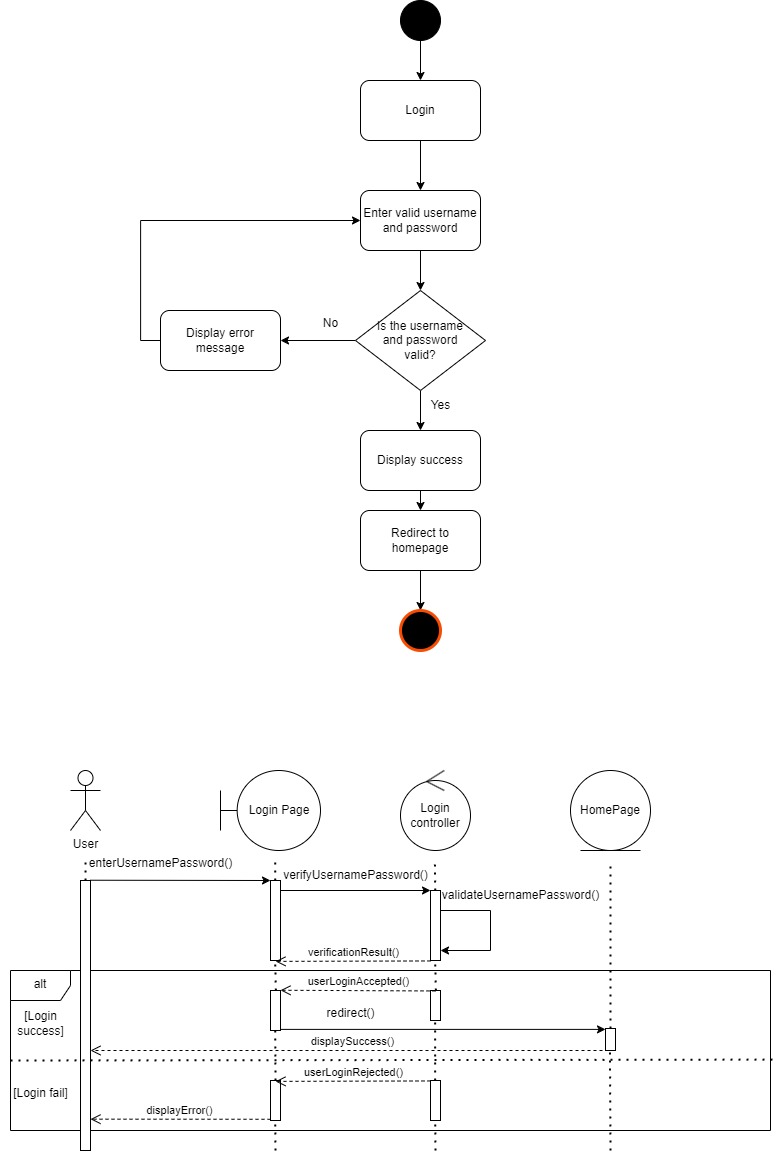 Login
Enter valid username
and password
Is the username
and password
valid?
No
Display error
message
Yes
Display success
Redirect to
homepage
User
Login Page
Login
controller
HomePage
enterUsernamePassword()
verifyUsernamePassword()
validateUsernamePassword()
verificationResult()
alt
userLoginAccepted()
[Login
success]
redirect()
displaySuccess()
userLoginRejected()
[Login fail]
displayError()